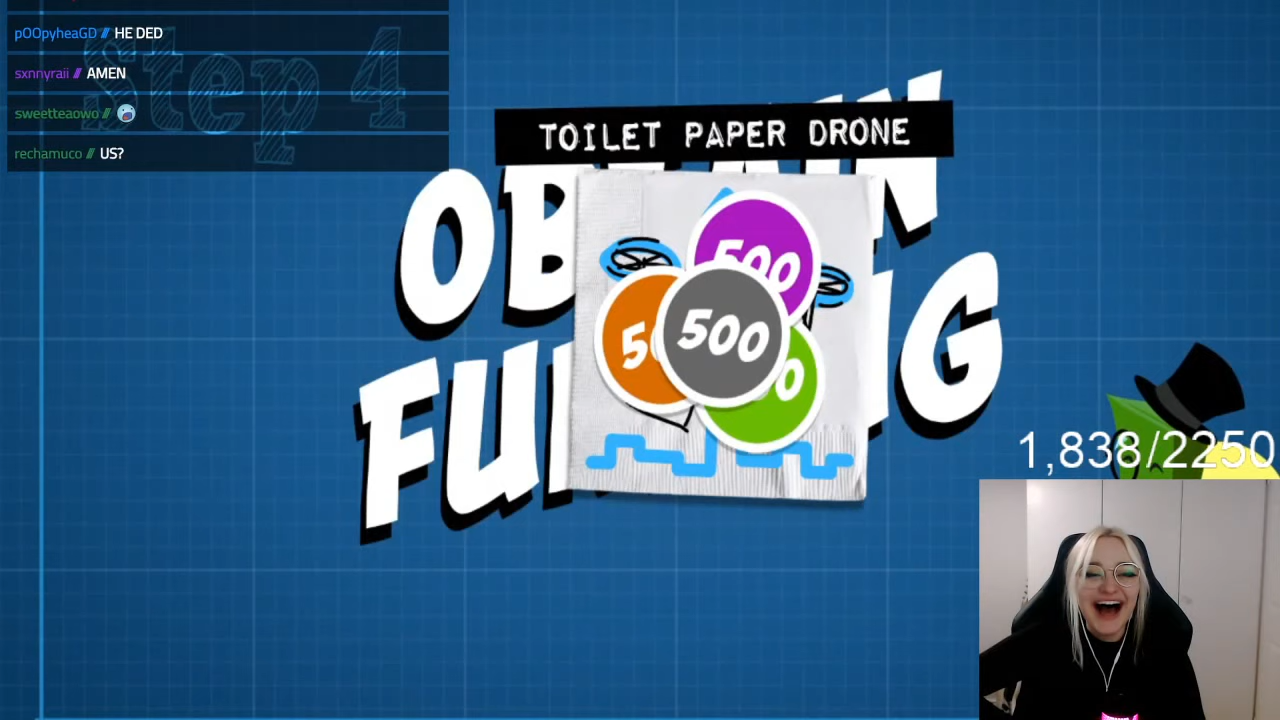 pOOpyheaGD // HE DED
sxnnyraii // AMEN
sweetteaowo //
rechamuco // US?
Step 4
TOILET PAPER DRONE
500
500
1,838/2250